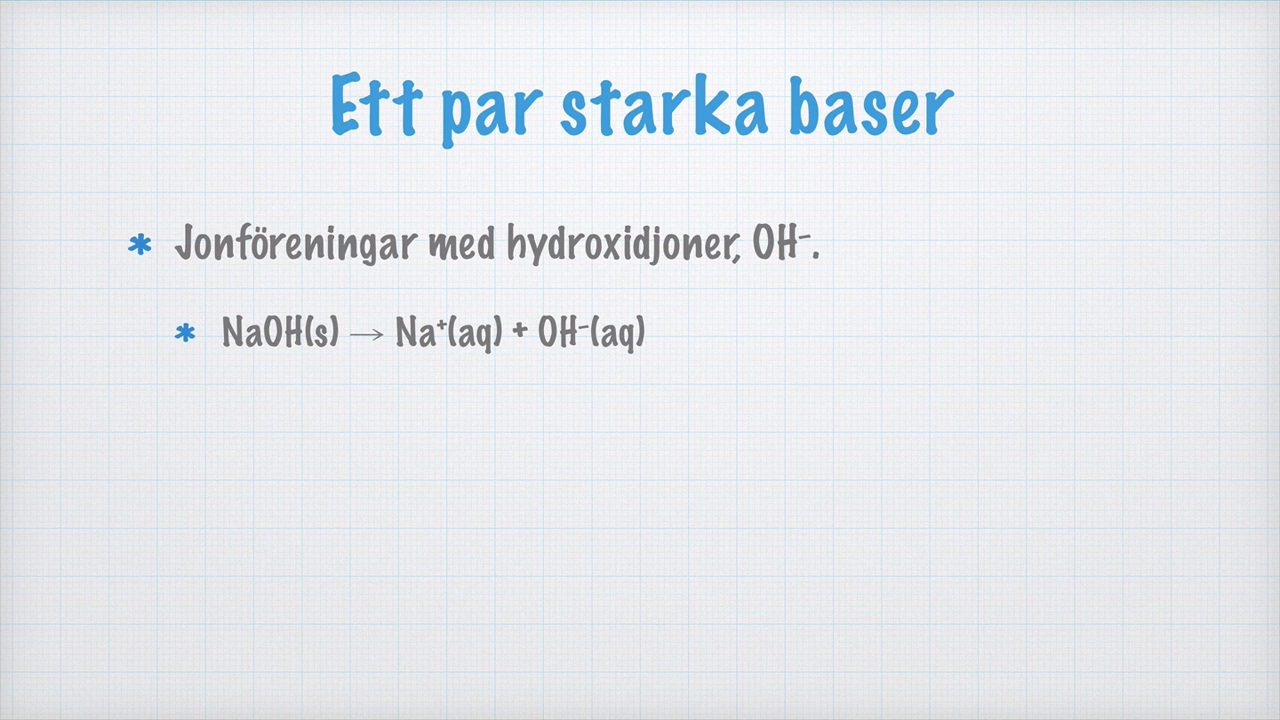 Ett par starka baser
* Jonföreningar med hydroxidjoner, OH⁻.
* NaOH(s) → Na⁺(aq) + OH⁻(aq)